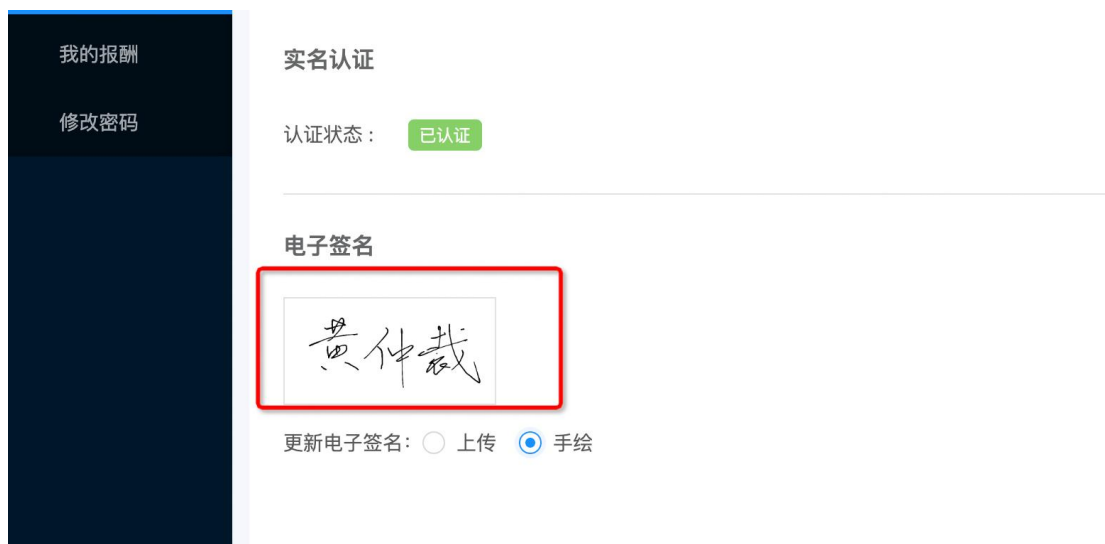 我的报酬
修改密码
实名认证
认证状态： 已认证
电子签名
黄仲裁
更新电子签名： 上传 手绘